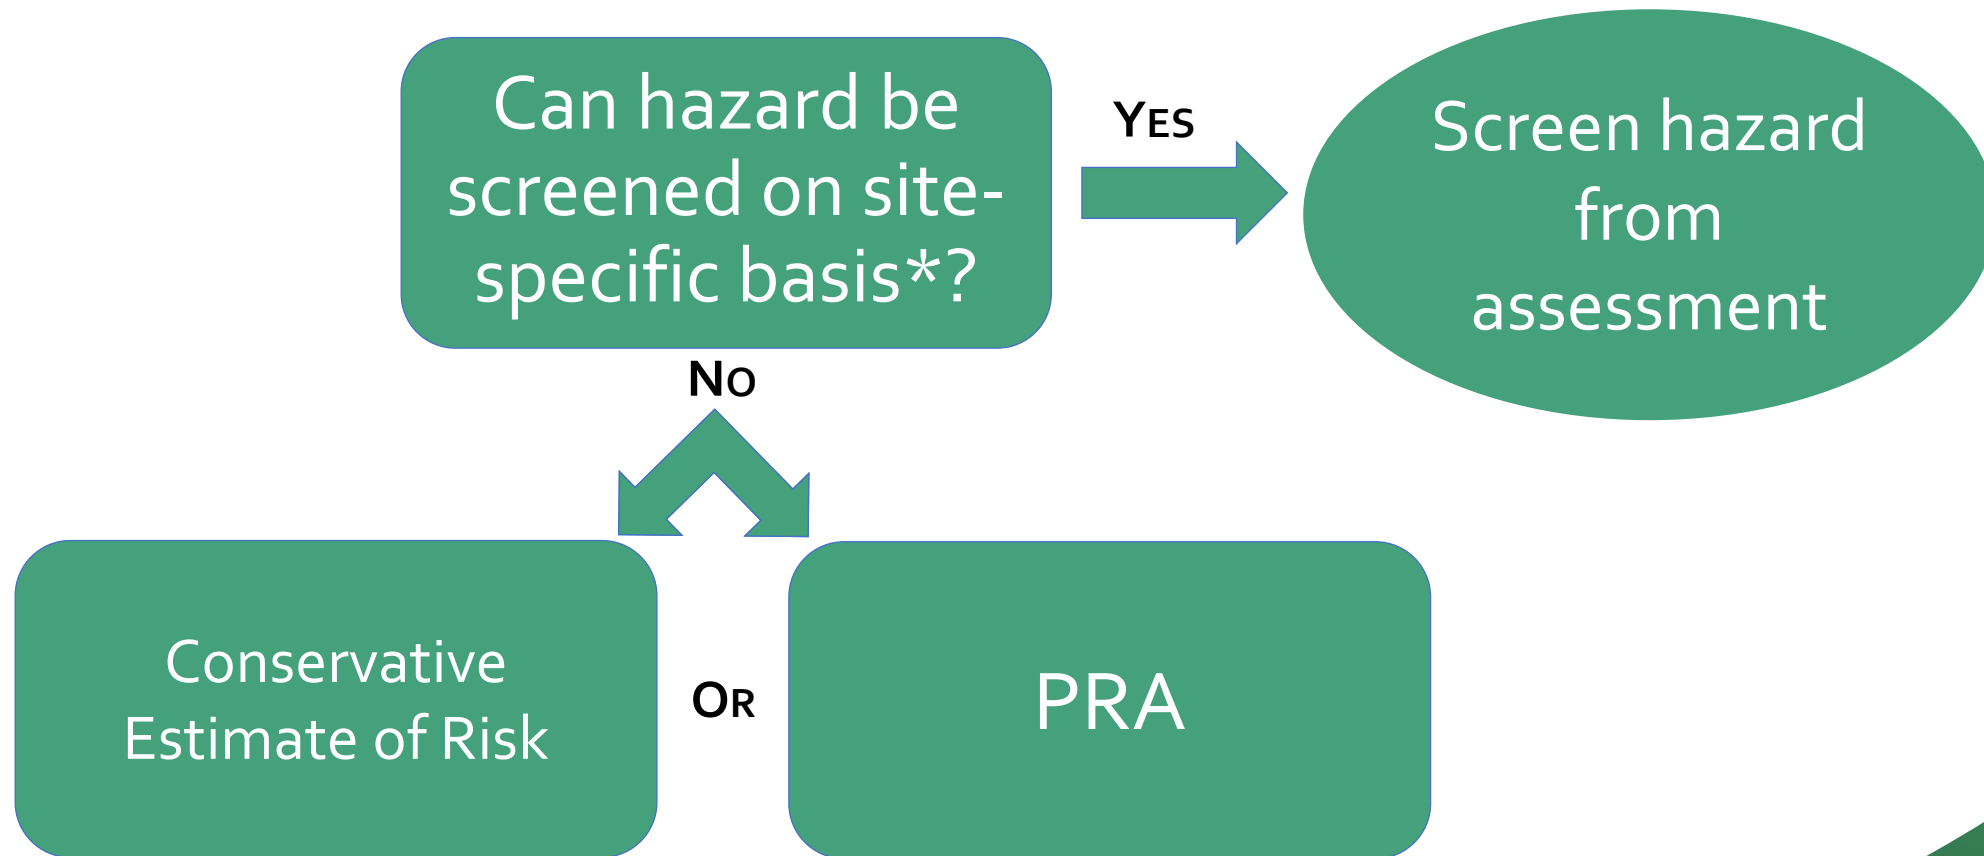 Can hazard be
screened on site-
specific basis*?
YES
Screen hazard
from
assessment
NO
Conservative
Estimate of Risk
OR
PRA